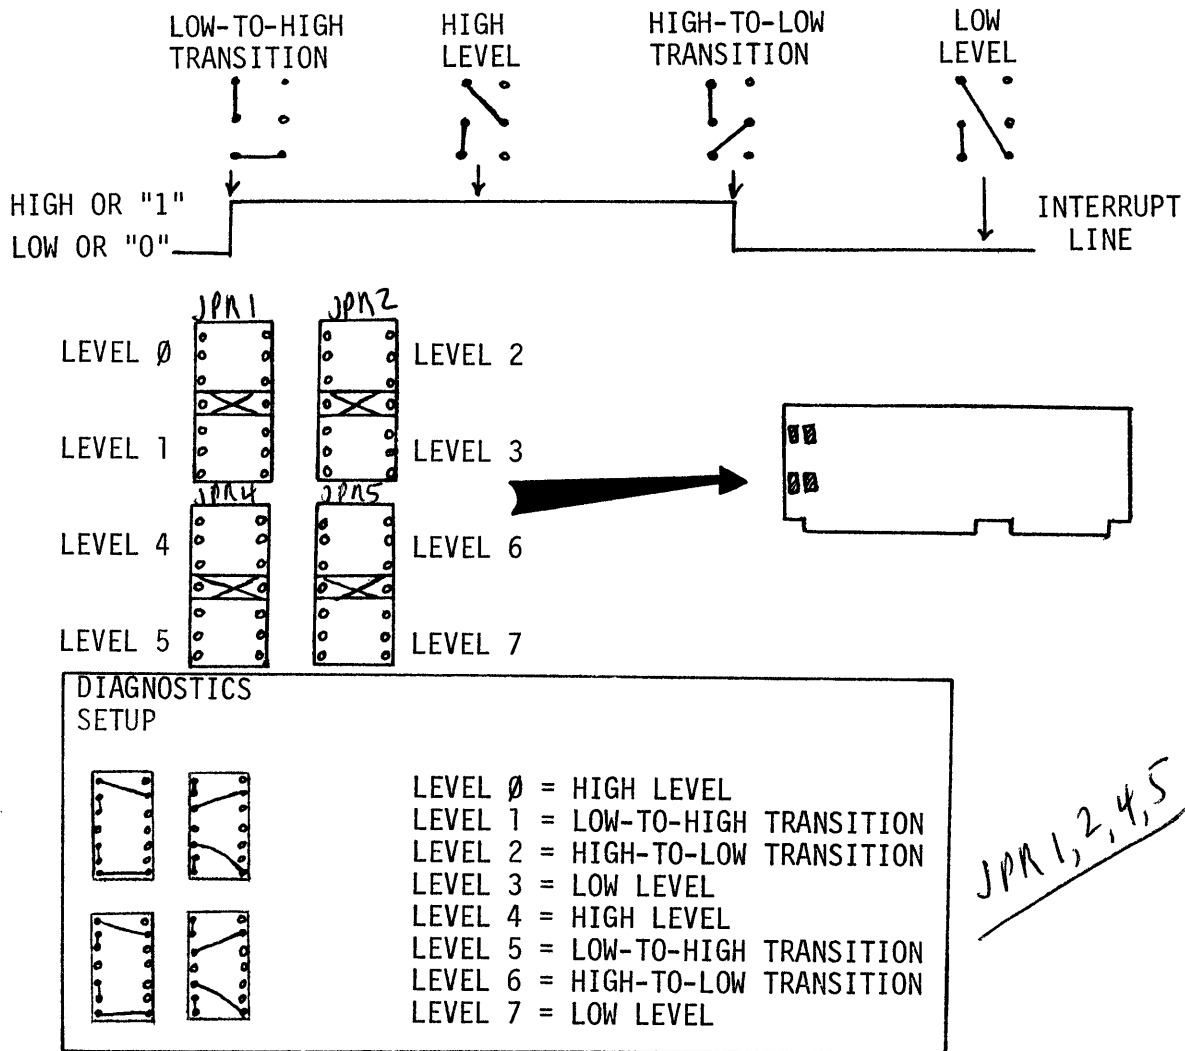 LOW-TO-HIGH TRANSITION
HIGH LEVEL
HIGH-TO-LOW TRANSITION
LOW LEVEL
HIGH OR "1"
LOW OR "0"
INTERRUPT LINE
JPR1
JPR2
LEVEL Ø
LEVEL 2
LEVEL 1
LEVEL 3
JPR4
JPR5
LEVEL 4
LEVEL 6
LEVEL 5
LEVEL 7
DIAGNOSTICS
SETUP
LEVEL Ø = HIGH LEVEL
LEVEL 1 = LOW-TO-HIGH TRANSITION
LEVEL 2 = HIGH-TO-LOW TRANSITION
LEVEL 3 = LOW LEVEL
LEVEL 4 = HIGH LEVEL
LEVEL 5 = LOW-TO-HIGH TRANSITION
LEVEL 6 = HIGH-TO-LOW TRANSITION
LEVEL 7 = LOW LEVEL
JPR 1, 2, 4, 5